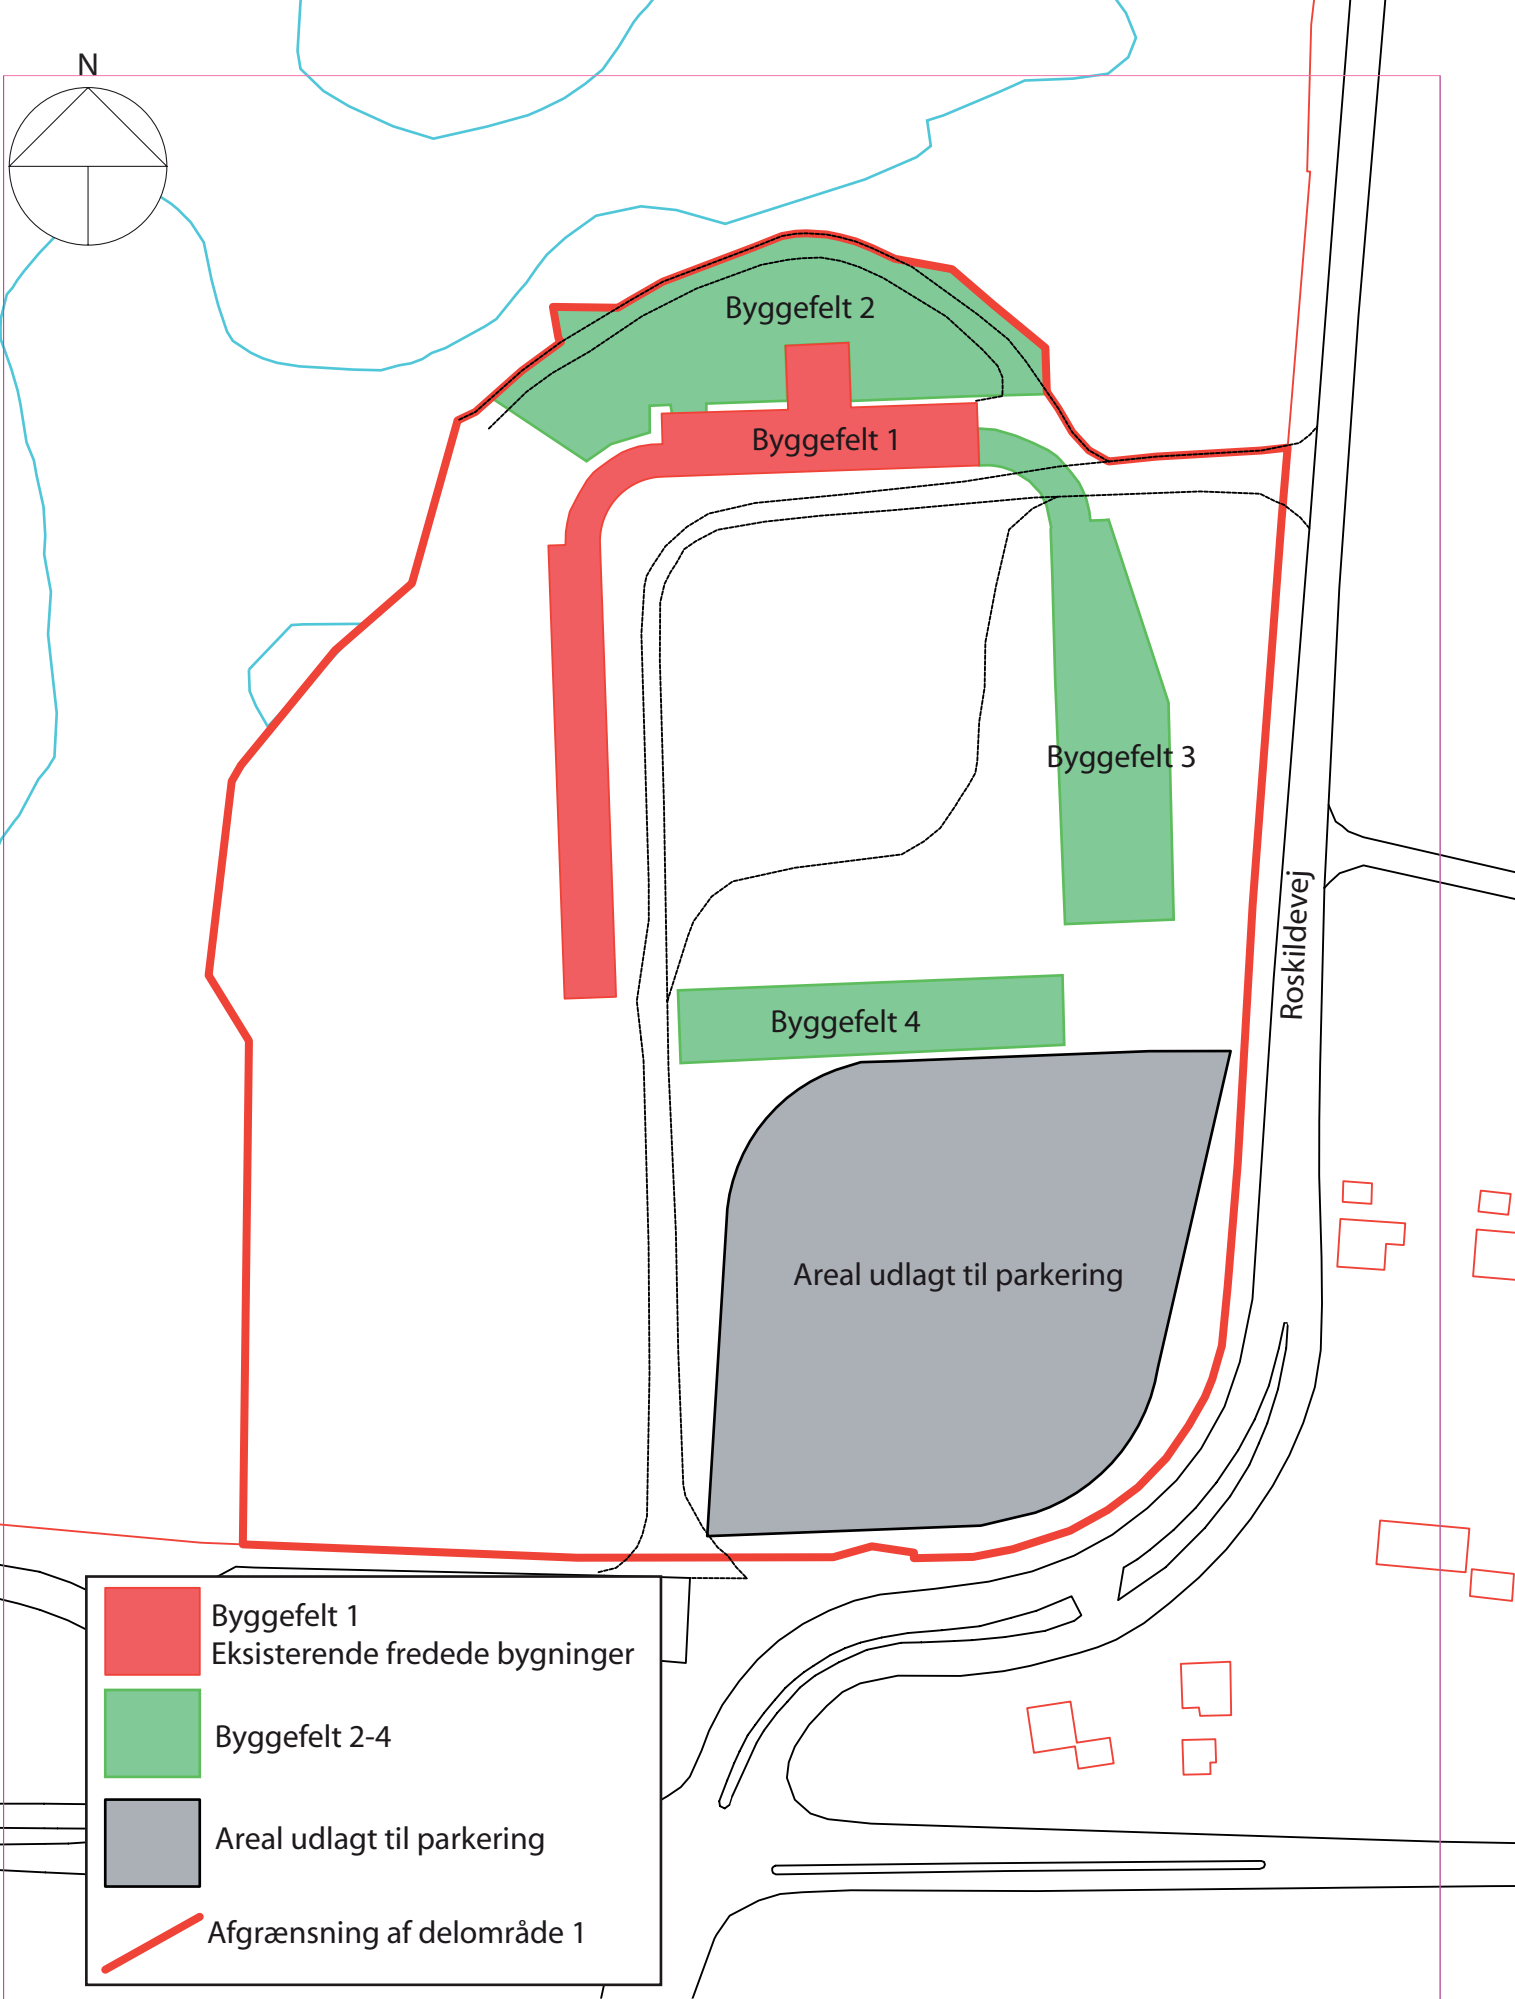 N
Byggefelt 2
Byggefelt 1
Byggefelt 3
Roskildevej
Byggefelt 4
Areal udlagt til parkering
Byggefelt 1
Eksisterende fredede bygninger
Byggefelt 2-4
Areal udlagt til parkering
Afgrænsning af delområde 1